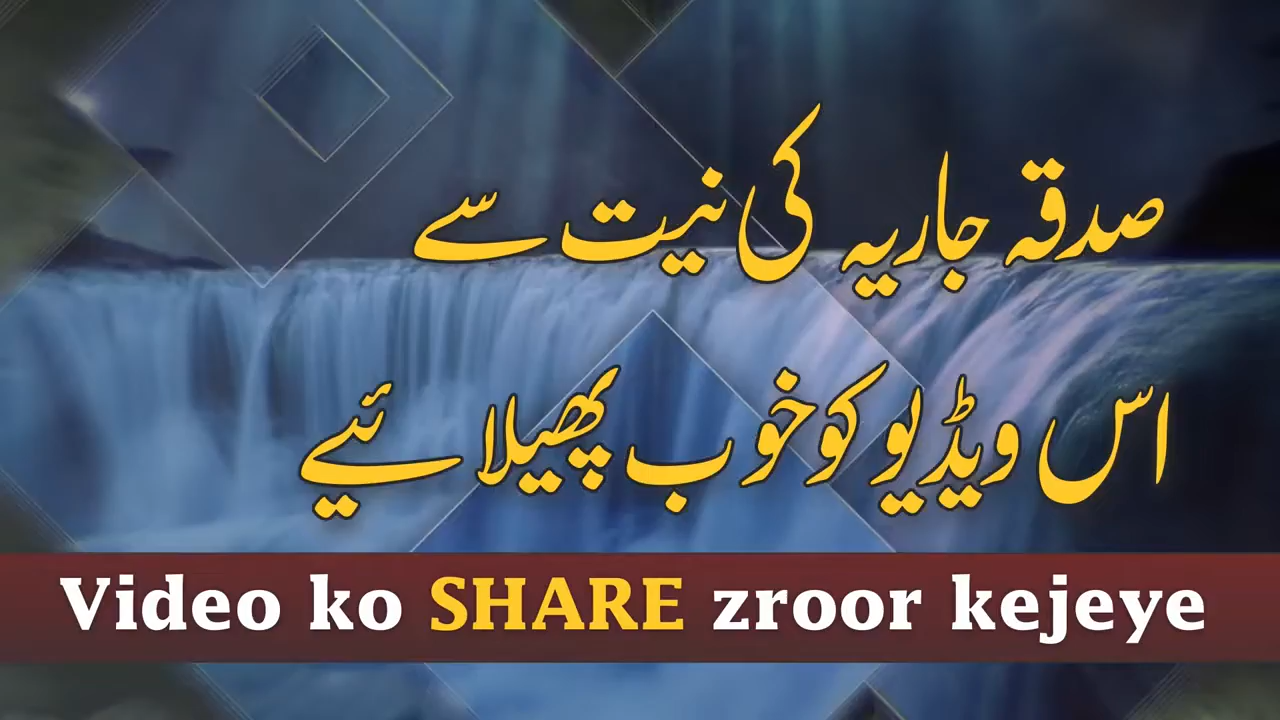 صدقہ جاریہ کی نیت سے
اس ویڈیو کو خوب پھیلائیے
Video ko SHARE zroor kejeye